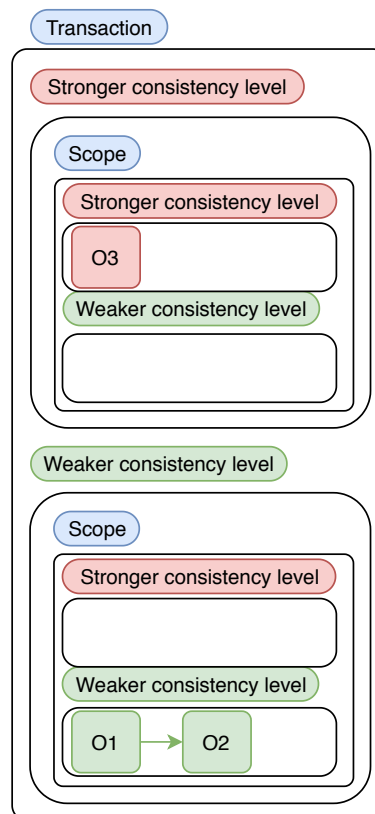 Transaction
Stronger consistency level
Scope
Stronger consistency level
O3
Weaker consistency level
Weaker consistency level
Scope
Stronger consistency level
Weaker consistency level
O1
O2